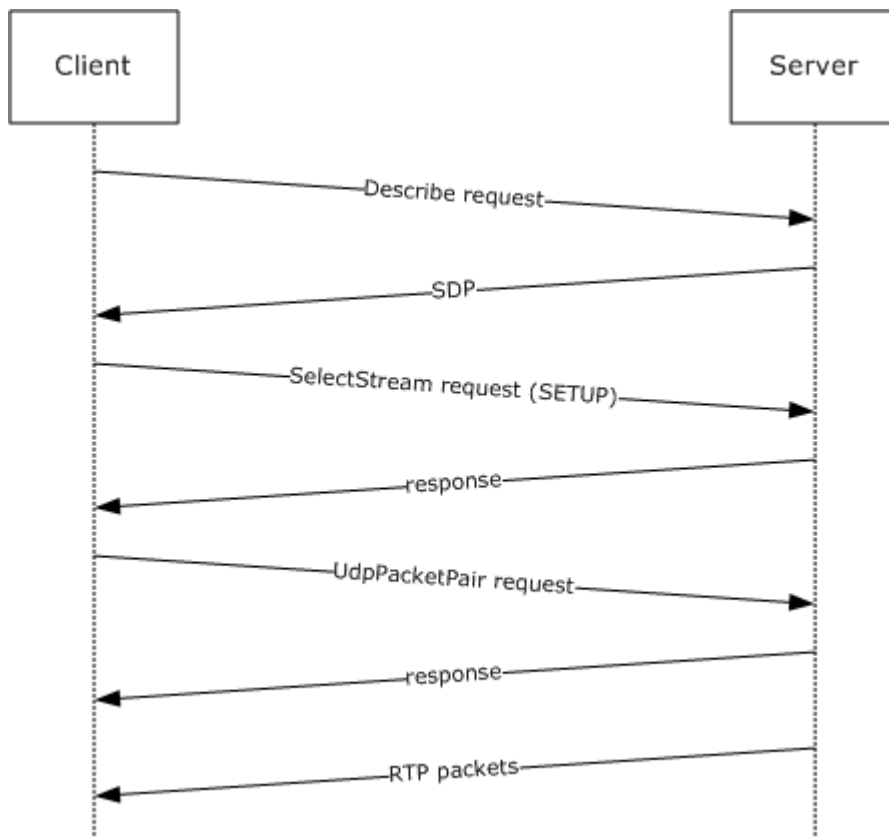 Client
Server
Describe request
SDP
SelectStream request (SETUP)
response
UdpPacketPair request
response
RTP packets